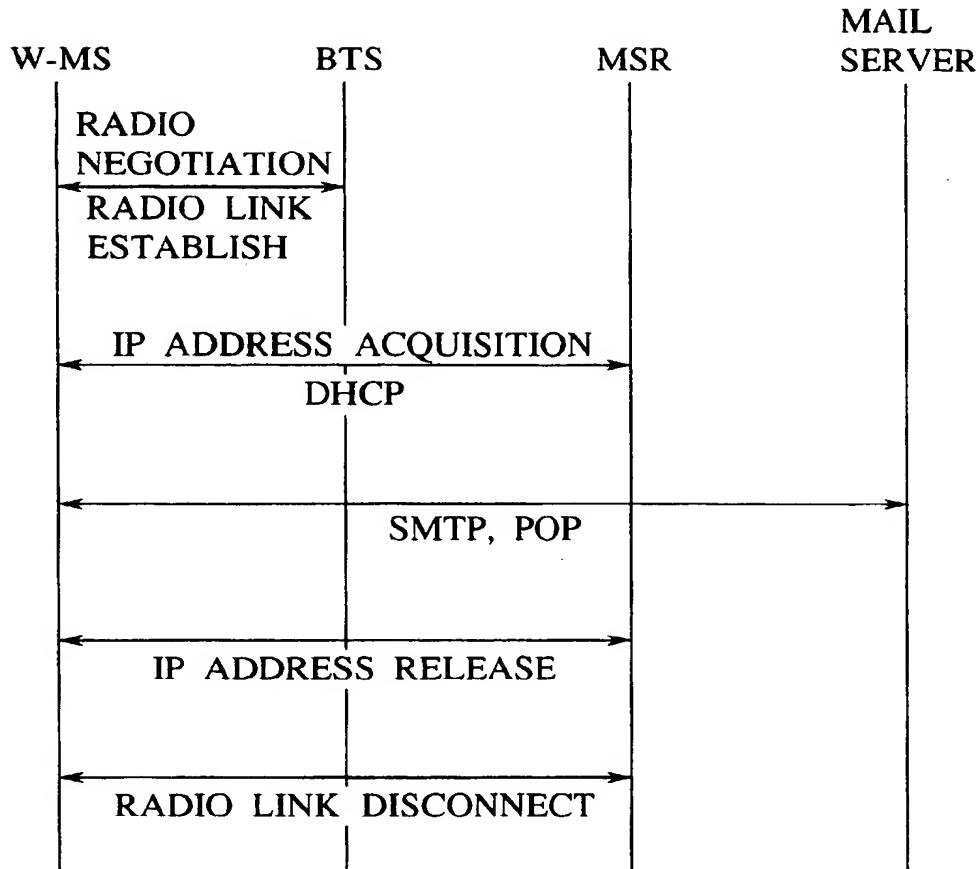 W-MS BTS MSR MAIL SERVER
RADIO
NEGOTIATION
RADIO LINK
ESTABLISH
IP ADDRESS ACQUISITION
DHCP
SMTP, POP
IP ADDRESS RELEASE
RADIO LINK DISCONNECT